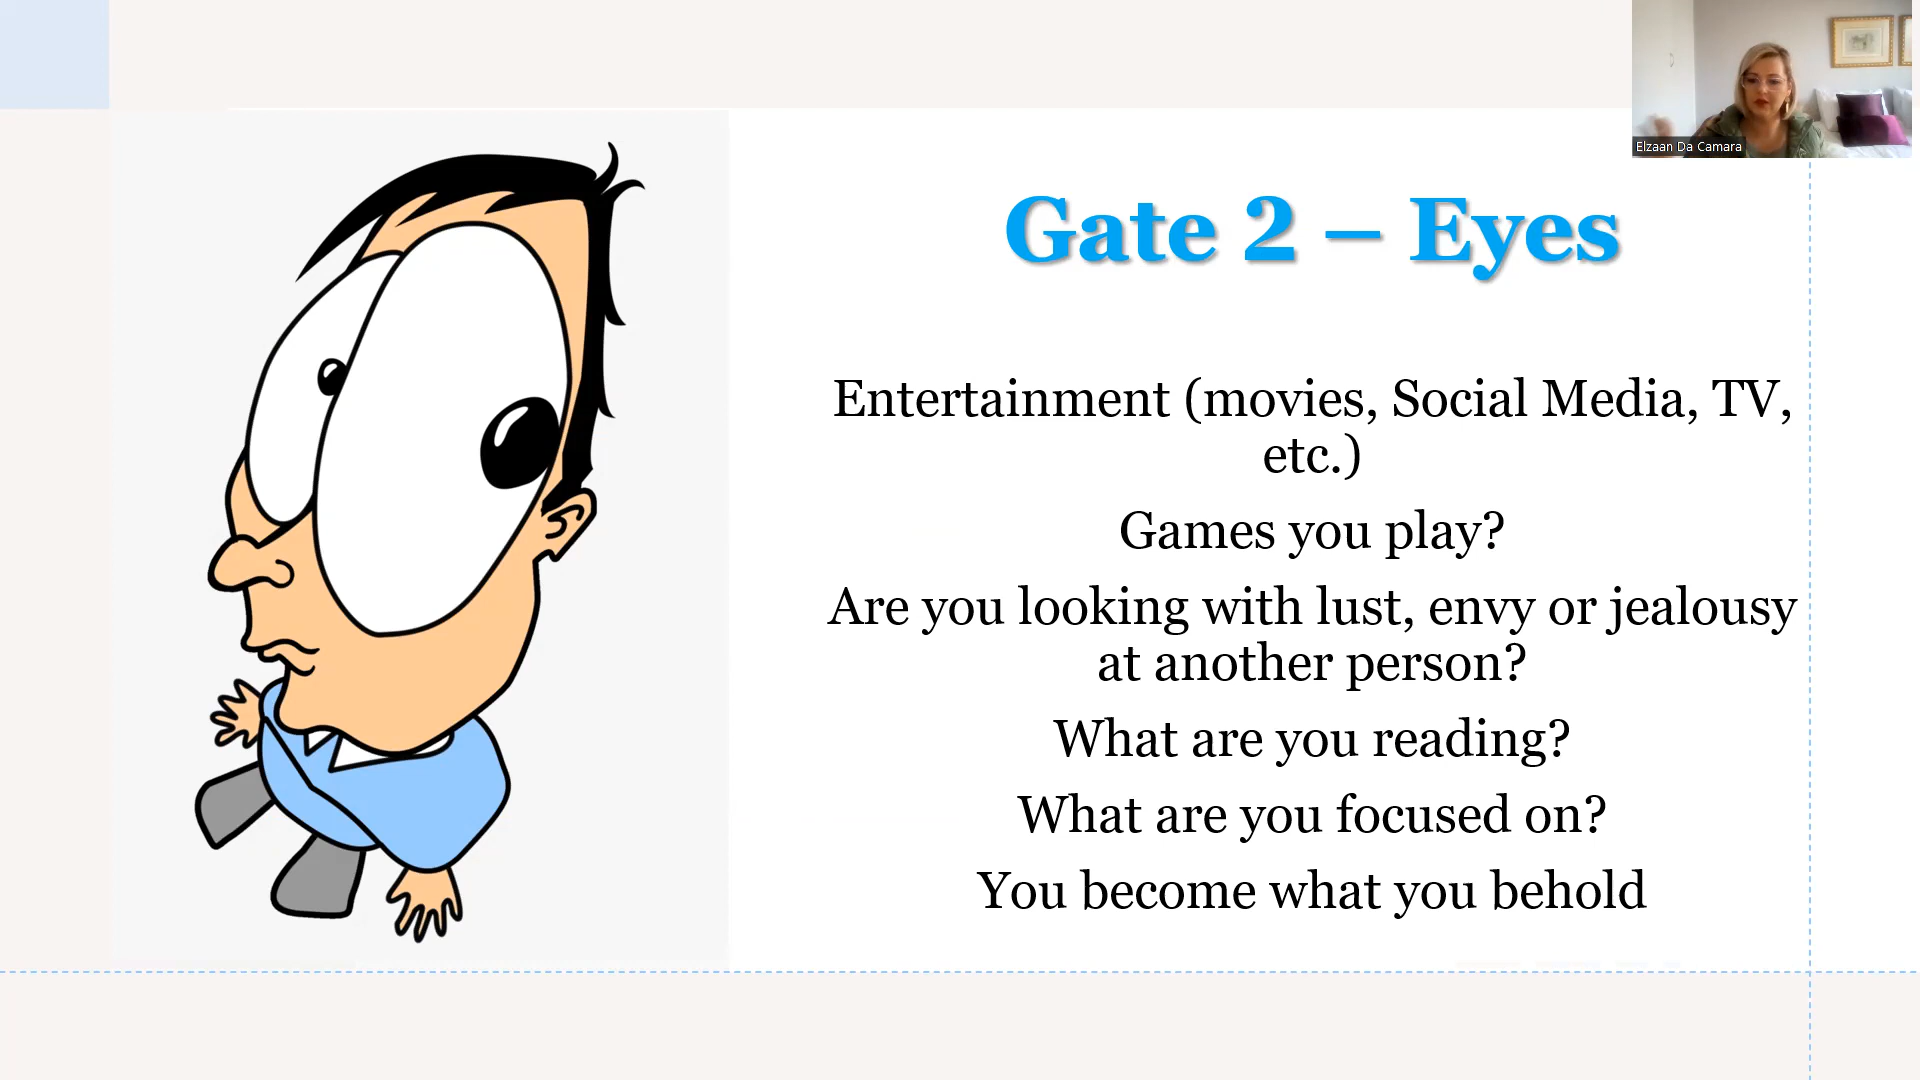 Elzaan Da Camara
Gate 2 – Eyes
Entertainment (movies, Social Media, TV,
etc.)
Games you play?
Are you looking with lust, envy or jealousy
at another person?
What are you reading?
What are you focused on?
You become what you behold